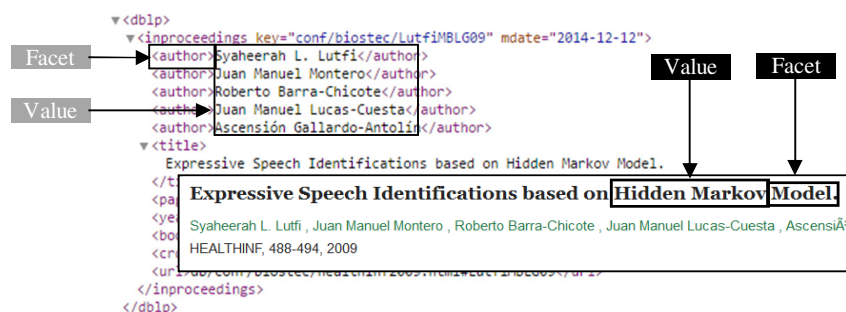 ▼<dblp>
▼<inproceedings key="conf/biostec/LutfiMBLG09" mdate="2014-12-12">
Facet <author>Syaheerah L. Lutfi</author>
<author>Juan Manuel Montero</author>
<author>Roberto Barra-Chicote</author>
Value <author>Juan Manuel Lucas-Cuesta</author>
<author>Ascensión Gallardo-Antolín</author>
▼<title>
Expressive Speech Identifications based on Hidden Markov Model.
Value Facet
Expressive Speech Identifications based on Hidden Markov Model.
Syaheerah L. Lutfi , Juan Manuel Montero , Roberto Barra-Chicote , Juan Manuel Lucas-Cuesta , AscensiÃ
HEALTHINF, 488-494, 2009
</inproceedings>
</dblp>